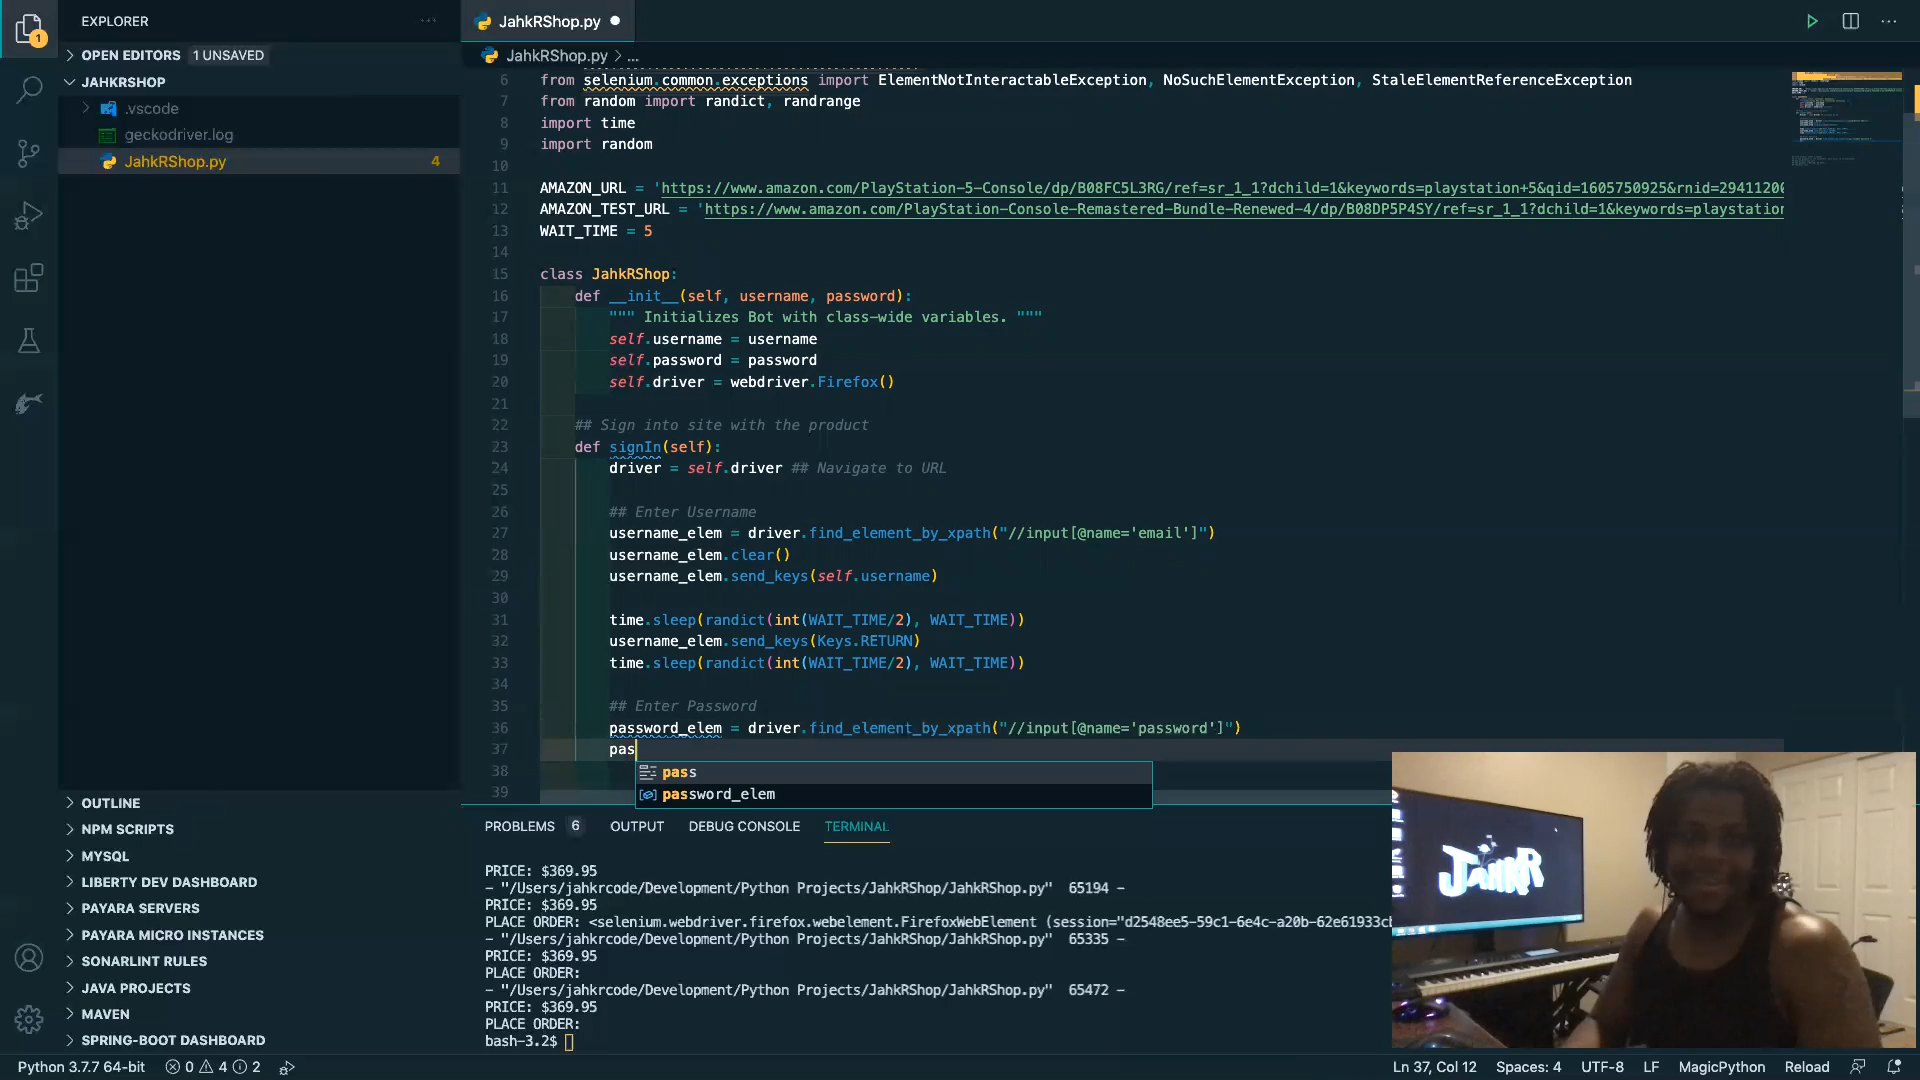 EXPLORER
OPEN EDITORS 1 UNSAVED
JAHKRSHOP
.vscode
geckodriver.log
JahkRShop.py 4
OUTLINE
NPM SCRIPTS
MYSQL
LIBERTY DEV DASHBOARD
PAYARA SERVERS
PAYARA MICRO INSTANCES
SONARLINT RULES
JAVA PROJECTS
MAVEN
SPRING-BOOT DASHBOARD
JahkRShop.py
JahkRShop.py > ...
6 from selenium.common.exceptions import ElementNotInteractableException, NoSuchElementException, StaleElementReferenceException
7 from random import randict, randrange
8 import time
9 import random
10
11 AMAZON_URL = 'https://www.amazon.com/PlayStation-5-Console/dp/B08FC5L3RG/ref=sr_1_1?dchild=1&keywords=playstation+5&qid=1605750925&rnid=2941120
12 AMAZON_TEST_URL = 'https://www.amazon.com/PlayStation-Console-Remastered-Bundle-Renewed-4/dp/B08DP5P4SY/ref=sr_1_1?dchild=1&keywords=playstation
13 WAIT_TIME = 5
14
15 class JahkRShop:
16 def __init__(self, username, password):
17 """ Initializes Bot with class-wide variables. """
18 self.username = username
19 self.password = password
20 self.driver = webdriver.Firefox()
21
22 ## Sign into site with the product
23 def signIn(self):
24 driver = self.driver ## Navigate to URL
25
26 ## Enter Username
27 username_elem = driver.find_element_by_xpath("//input[@name='email']")
28 username_elem.clear()
29 username_elem.send_keys(self.username)
30
31 time.sleep(randict(int(WAIT_TIME/2), WAIT_TIME))
32 username_elem.send_keys(Keys.RETURN)
33 time.sleep(randict(int(WAIT_TIME/2), WAIT_TIME))
34
35 ## Enter Password
36 password_elem = driver.find_element_by_xpath("//input[@name='password']")
37 pas
38 pass
39 password_elem
PROBLEMS 6 OUTPUT DEBUG CONSOLE TERMINAL
PRICE: $369.95
- "/Users/jahkrcode/Development/Python Projects/JahkRShop/JahkRShop.py" 65194 -
PRICE: $369.95
PLACE ORDER: <selenium.webdriver.firefox.webelement.FirefoxWebElement (session="d2548ee5-59c1-6e4c-a20b-62e61933c
- "/Users/jahkrcode/Development/Python Projects/JahkRShop/JahkRShop.py" 65335 -
PRICE: $369.95
PLACE ORDER:
- "/Users/jahkrcode/Development/Python Projects/JahkRShop/JahkRShop.py" 65472 -
PRICE: $369.95
PLACE ORDER:
bash-3.2$
JAHKR
1
Python 3.7.7 64-bit 0 4 2 Ln 37, Col 12 Spaces: 4 UTF-8 LF MagicPython Reload